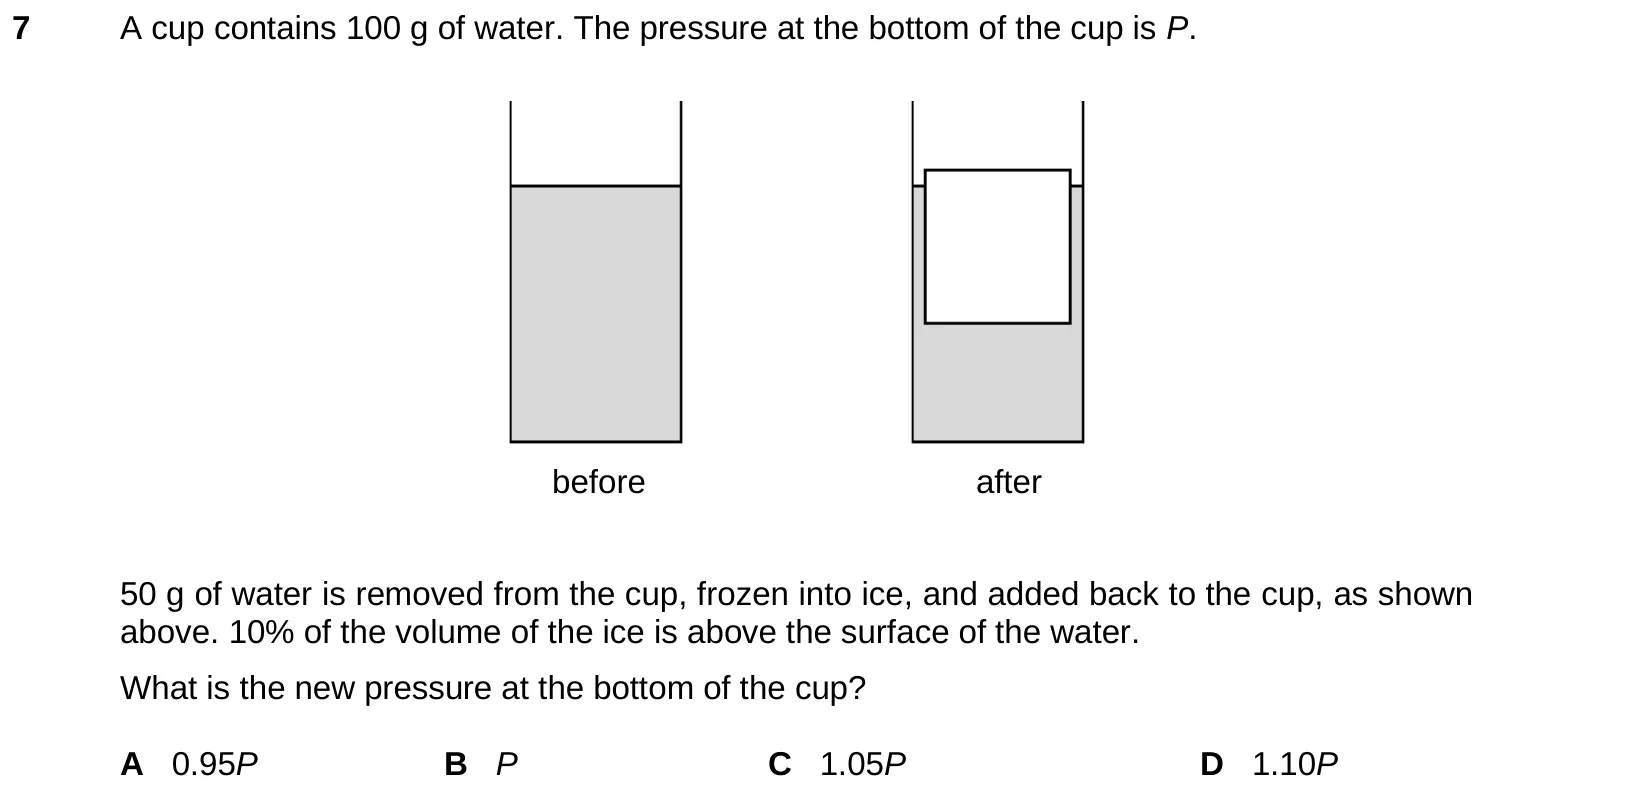 7 A cup contains 100 g of water. The pressure at the bottom of the cup is P.
before after
50 g of water is removed from the cup, frozen into ice, and added back to the cup, as shown
above. 10% of the volume of the ice is above the surface of the water.
What is the new pressure at the bottom of the cup?
A 0.95P B P C 1.05P D 1.10P